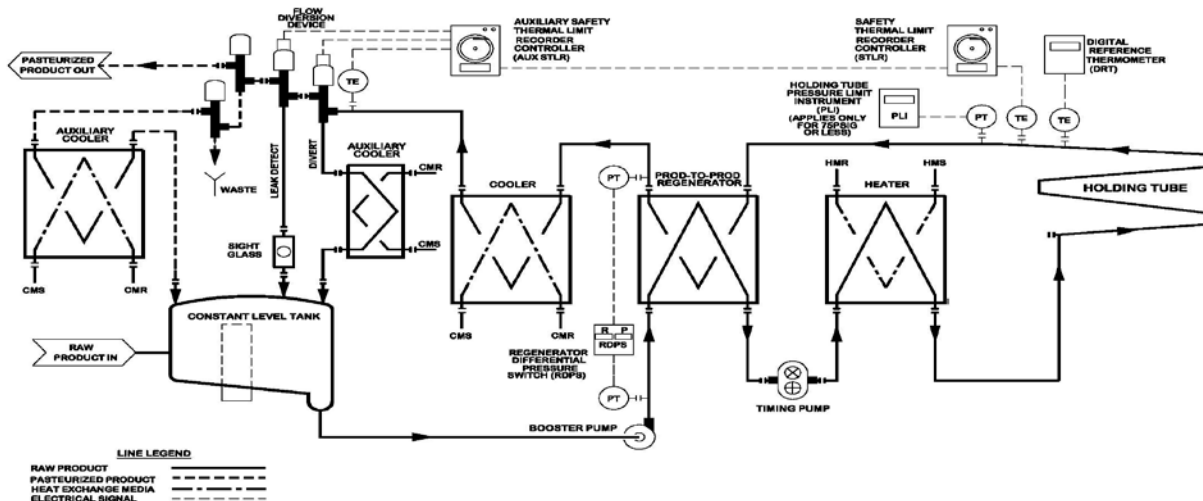 FLOW
DIVERSION
DEVICE
AUXILIARY SAFETY
THERMAL LIMIT
RECORDER
CONTROLLER
(AUX STLR)
SAFETY
THERMAL LIMIT
RECORDER
CONTROLLER
(STLR)
DIGITAL
REFERENCE
THERMOMETER
(DRT)
PASTEURIZED
PRODUCT OUT
TE
HOLDING TUBE
PRESSURE LIMIT
INSTRUMENT
(PLI)
(APPLIES ONLY
FOR 75PSIG
OR LESS)
PLI
PT
TE
TE
AUXILIARY
COOLER
WASTE
LEAK DETECT
DIVERT
AUXILIARY
COOLER
CMR
CMS
COOLER
PT
PROD-TO-PROD
REGENERATOR
HMR
HMS
HEATER
HOLDING TUBE
SIGHT
GLASS
CMS
CMR
CONSTANT LEVEL TANK
RAW
PRODUCT IN
CMS
CMR
R P
RDPS
REGENERATOR
DIFFERENTIAL
PRESSURE
SWITCH (RDPS)
PT
TIMING PUMP
BOOSTER PUMP
LINE LEGEND
RAW PRODUCT
PASTEURIZED PRODUCT
HEAT EXCHANGE MEDIA
ELECTRICAL SIGNAL